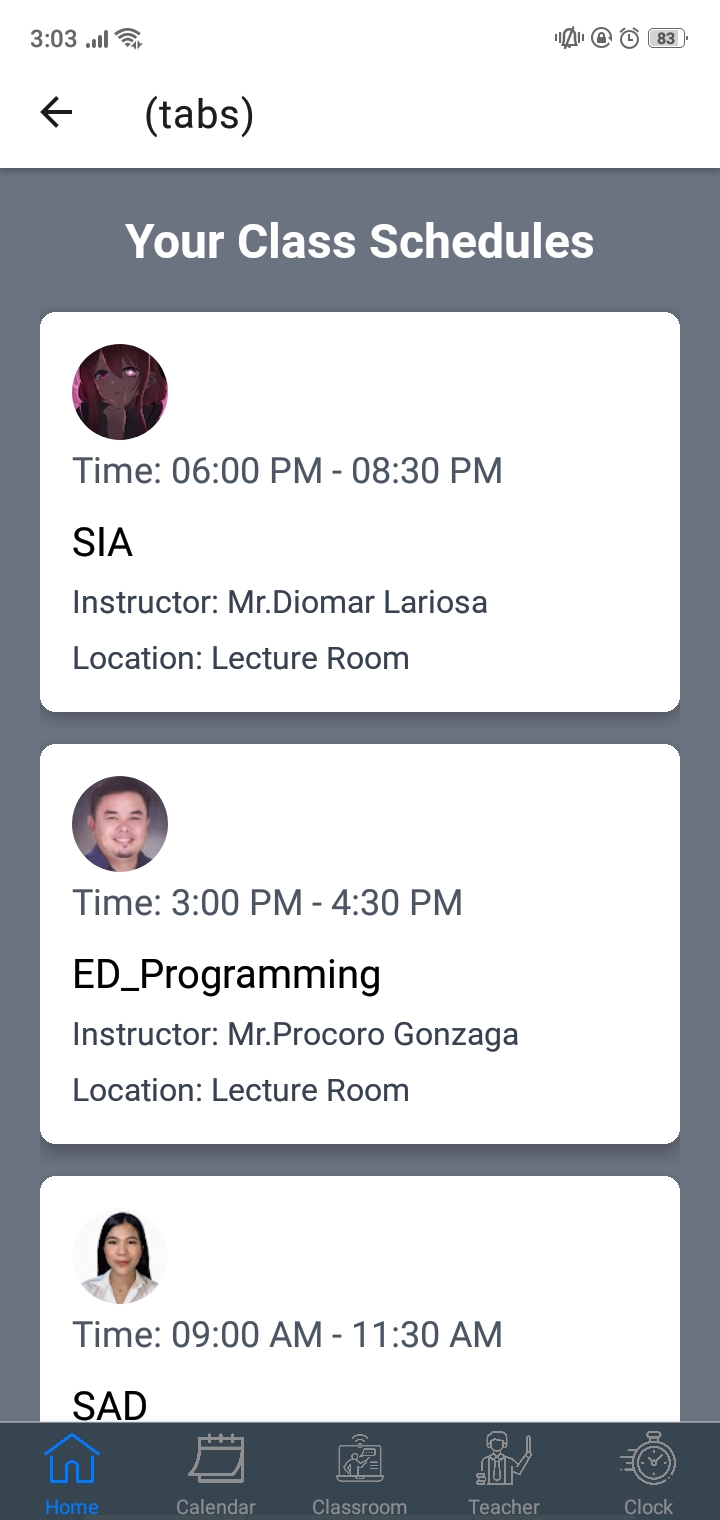 3:03
83
(tabs)
Your Class Schedules
Time: 06:00 PM - 08:30 PM
SIA
Instructor: Mr.Diomar Lariosa
Location: Lecture Room
Time: 3:00 PM - 4:30 PM
ED_Programming
Instructor: Mr.Procoro Gonzaga
Location: Lecture Room
Time: 09:00 AM - 11:30 AM
SAD
Home Calendar Classroom Teacher Clock